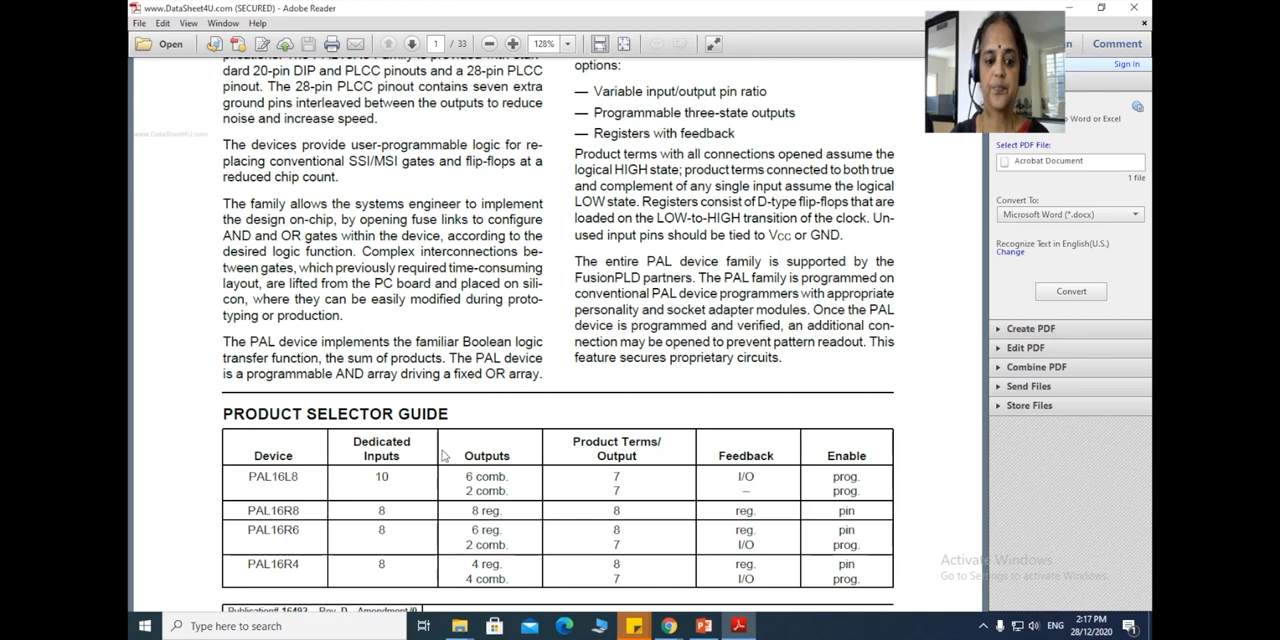 www.DataSheet4U.com (SECURED) - Adobe Reader
File Edit View Window Help
Open
1 / 33
128%
Comment
Sign In
dard 20-pin DIP and PLCC pinouts and a 28-pin PLCC
pinout. The 28-pin PLCC pinout contains seven extra
ground pins interleaved between the outputs to reduce
noise and increase speed.
www.DataSheet4U.com
The devices provide user-programmable logic for re-
placing conventional SSI/MSI gates and flip-flops at a
reduced chip count.
The family allows the systems engineer to implement
the design on-chip, by opening fuse links to configure
AND and OR gates within the device, according to the
desired logic function. Complex interconnections be-
tween gates, which previously required time-consuming
layout, are lifted from the PC board and placed on sili-
con, where they can be easily modified during proto-
typing or production.
The PAL device implements the familiar Boolean logic
transfer function, the sum of products. The PAL device
is a programmable AND array driving a fixed OR array.
options:
— Variable input/output pin ratio
— Programmable three-state outputs
— Registers with feedback
Product terms with all connections opened assume the
logical HIGH state; product terms connected to both true
and complement of any single input assume the logical
LOW state. Registers consist of D-type flip-flops that are
loaded on the LOW-to-HIGH transition of the clock. Un-
used input pins should be tied to VCC or GND.
The entire PAL device family is supported by the
FusionPLD partners. The PAL family is programmed on
conventional PAL device programmers with appropriate
personality and socket adapter modules. Once the PAL
device is programmed and verified, an additional con-
nection may be opened to prevent pattern readout. This
feature secures proprietary circuits.
PRODUCT SELECTOR GUIDE
Device Dedicated Inputs Outputs Product Terms/ Output Feedback Enable
PAL16L8 10 6 comb. 7 I/O prog.
2 comb. 7 – prog.
PAL16R8 8 8 reg. 8 reg. pin
PAL16R6 8 6 reg. 8 reg. pin
2 comb. 7 I/O prog.
PAL16R4 8 4 reg. 8 reg. pin
4 comb. 7 I/O prog.
Publication# 16493 Rev. D Amendment/0
to Word or Excel
Select PDF File:
Acrobat Document
1 file
Convert To:
Microsoft Word (*.docx)
Recognize Text in English(U.S.)
Change
Convert
Create PDF
Edit PDF
Combine PDF
Send Files
Store Files
Activate Windows
Go to Settings to activate Windows.
Type here to search
ENG
2:17 PM
28/12/2020